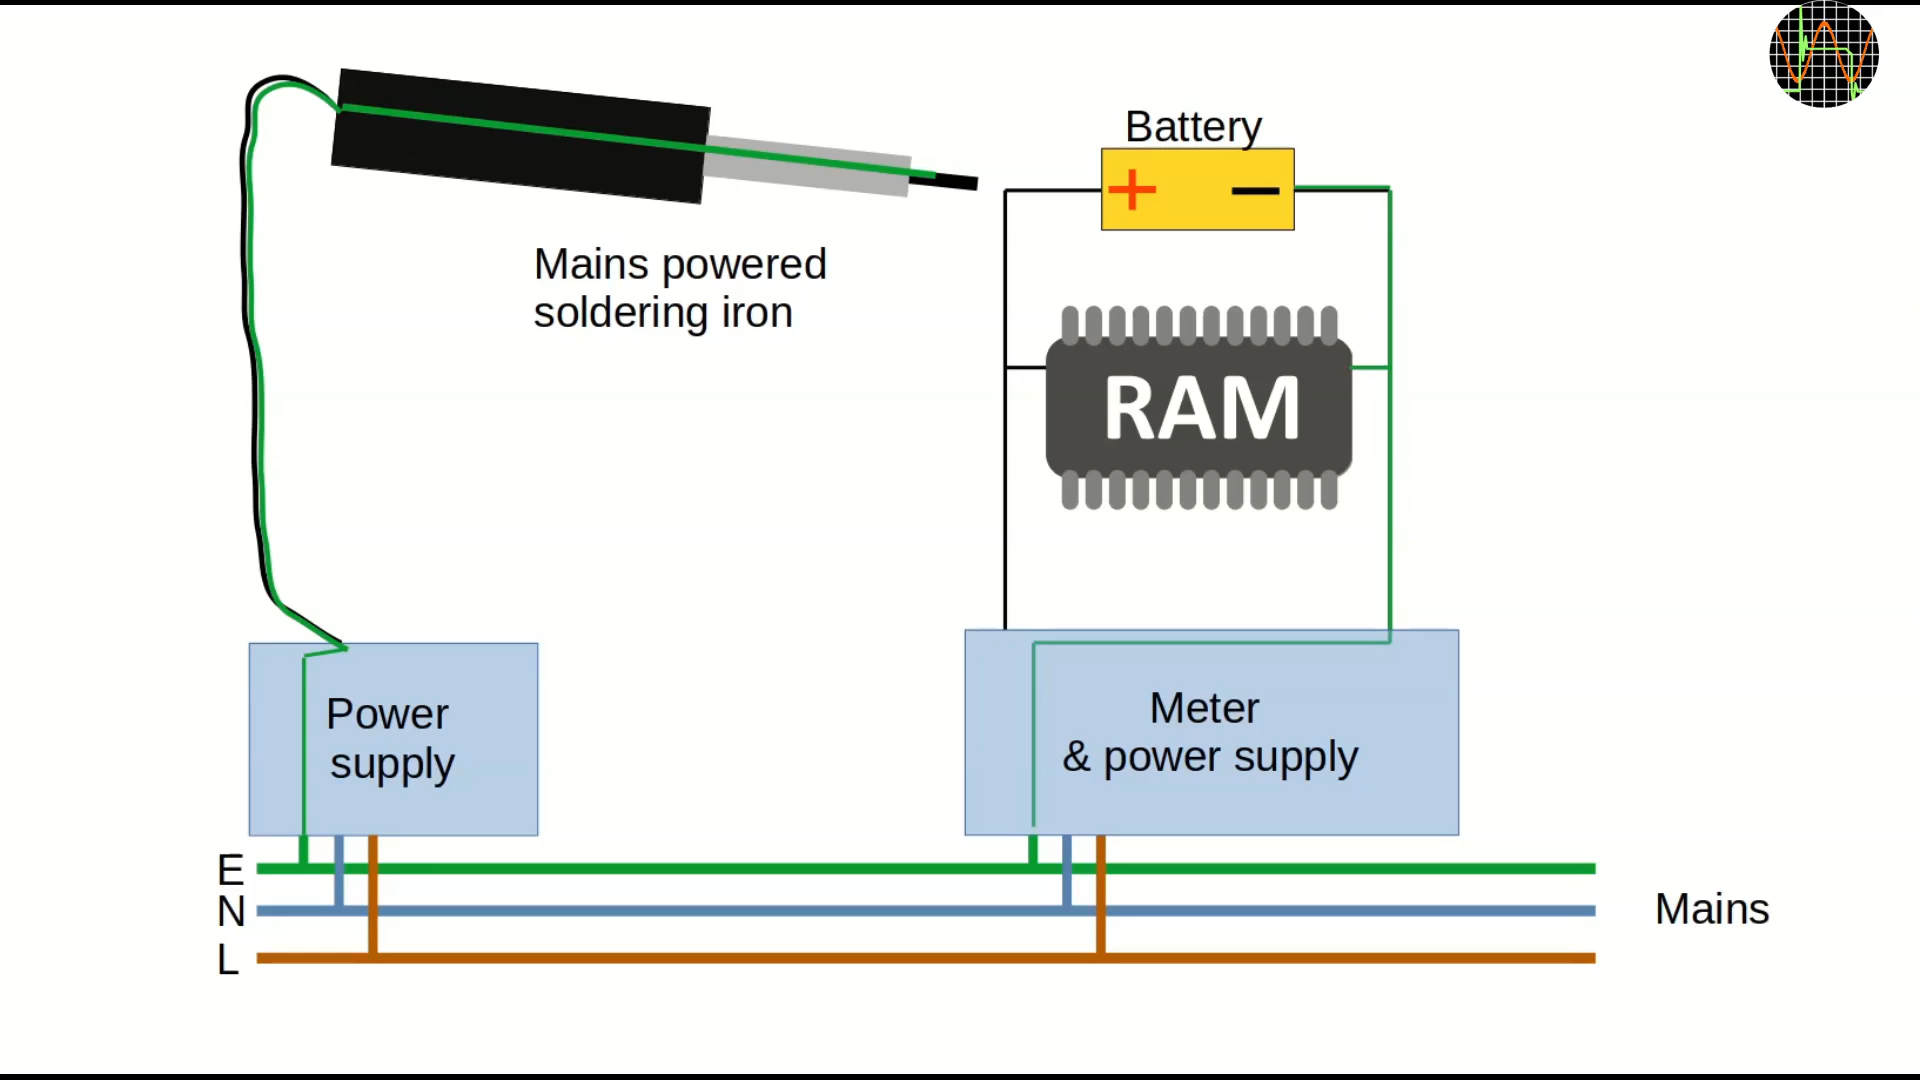 Battery
+ −
Mains powered
soldering iron
RAM
Power
supply
Meter
& power supply
E
N
L
Mains